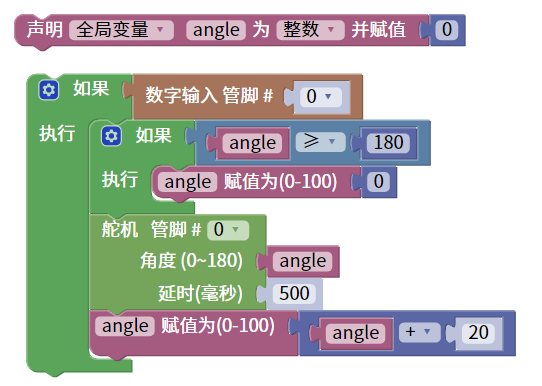 声明 全局变量 angle 为 整数 并赋值 0
如果 数字输入 管脚 # 0
执行 如果 angle ≥ 180
执行 angle 赋值为(0-100) 0
舵机 管脚 # 0
角度 (0~180) angle
延时(毫秒) 500
angle 赋值为(0-100) angle + 20